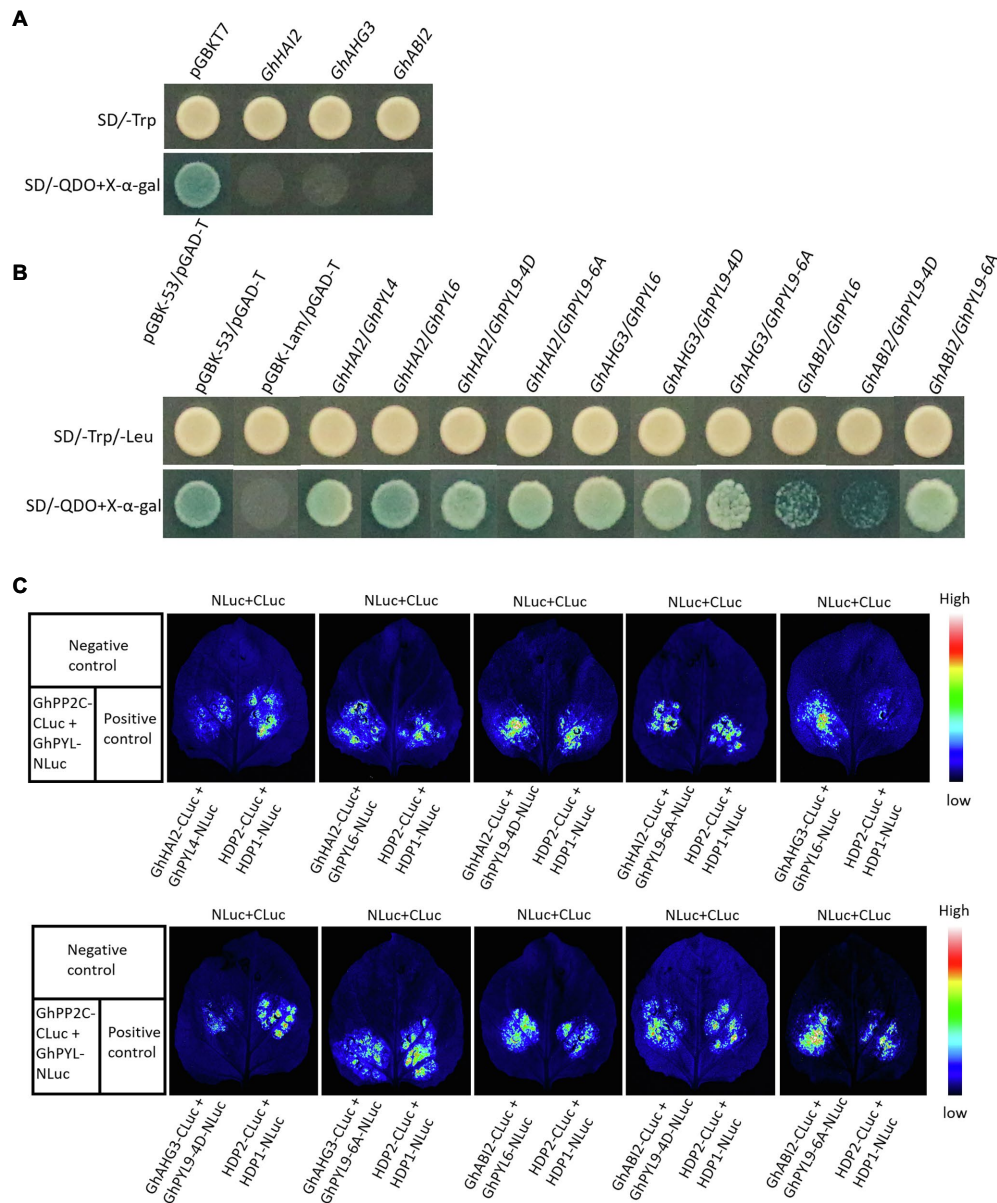 A
pGBKT7
GhHAI2
GhAHG3
GhABI2
SD/-Trp
SD/-QDO+X-α-gal
pGBK-53/pGAD-T
B
pGBK-53/pGAD-T
pGBK-Lam/pGAD-T
GhHAI2/GhPYL4
GhHAI2/GhPYL6
GhHAI2/GhPYL9-4D
GhHAI2/GhPYL9-6A
GhAHG3/GhPYL6
GhAHG3/GhPYL9-4D
GhAHG3/GhPYL9-6A
GhABI2/GhPYL6
GhABI2/GhPYL9-4D
GhABI2/GhPYL9-6A
SD/-Trp/-Leu
SD/-QDO+X-α-gal
C
NLuc+CLuc
NLuc+CLuc
NLuc+CLuc
NLuc+CLuc
NLuc+CLuc
High
Negative
control
GhPP2C-
CLuc +
GhPYL-
NLuc
Positive
control
low
GhHAI2-CLuc +
GhPYL4-NLuc
HDP2-CLuc +
HDP1-NLuc
GhHAI2-CLuc+
GhPYL6-NLuc
HDP2-CLuc +
HDP1-NLuc
GhHAI2-CLuc +
GhPYL9-4D-NLuc
HDP2-CLuc +
HDP1-NLuc
GhHAI2-CLuc +
GhPYL9-6A-NLuc
HDP2-CLuc +
HDP1-NLuc
GhAHG3-CLuc +
GhPYL6-NLuc
HDP2-CLuc +
HDP1-NLuc
NLuc+CLuc
NLuc+CLuc
NLuc+CLuc
NLuc+CLuc
NLuc+CLuc
High
Negative
control
GhPP2C-
CLuc +
GhPYL-
NLuc
Positive
control
low
GhAHG3-CLuc +
GhPYL9-4D-NLuc
HDP2-CLuc +
HDP1-NLuc
GhAHG3-CLuc +
GhPYL9-6A-NLuc
HDP2-CLuc +
HDP1-NLuc
GhABI2-CLuc +
GhPYL6-NLuc
HDP2-CLuc +
HDP1-NLuc
GhABI2-CLuc +
GhPYL9-4D-NLuc
HDP2-CLuc +
HDP1-NLuc
GhABI2-CLuc +
GhPYL9-6A-NLuc
HDP2-CLuc +
HDP1-NLuc